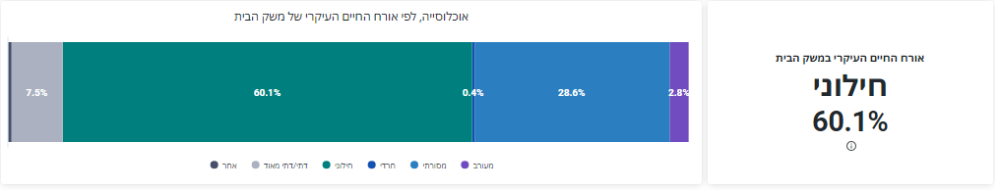 אוכלוסייה, לפי אורח החיים העיקרי של משק הבית
7.5% 60.1% 0.4% 28.6% 2.8%
מעורב מסורתי חרדי חילוני דתי/דתי מאוד אחר
אורח החיים העיקרי במשק הבית
חילוני
60.1%